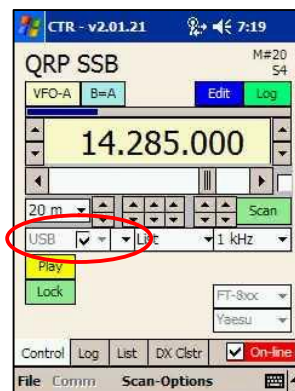 CTR - v2.01.21 7:19
QRP SSB M#20
S4
VFO-A B=A Edit Log
14.285.000
20 m Scan
USB List 1 kHz
Play
Lock FT-8xx
Yaesu
Control Log List DX Clstr On-line
File Comm Scan-Options